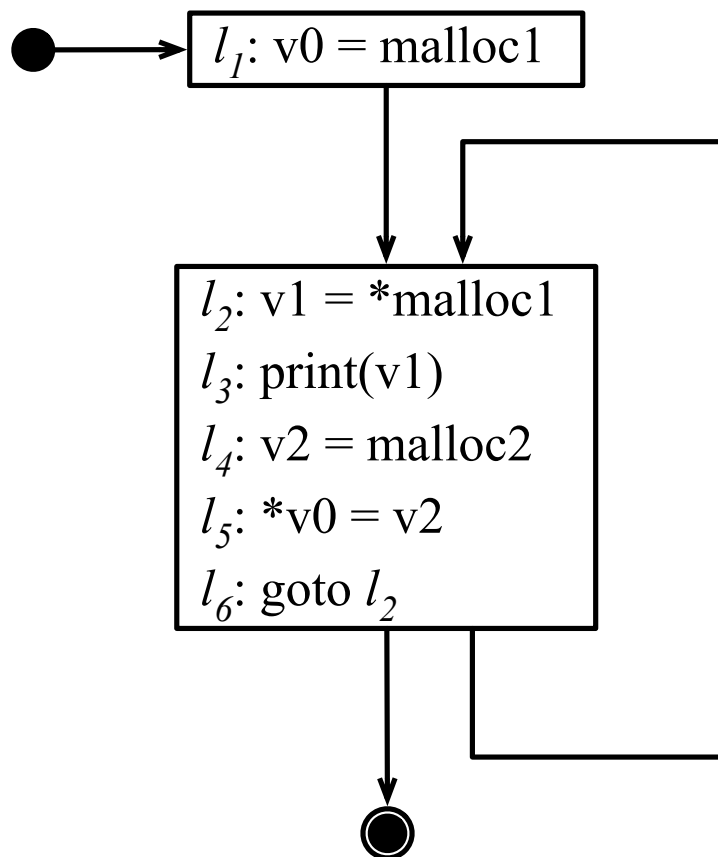 l1: v0 = malloc1
l2: v1 = *malloc1
l3: print(v1)
l4: v2 = malloc2
l5: *v0 = v2
l6: goto l2